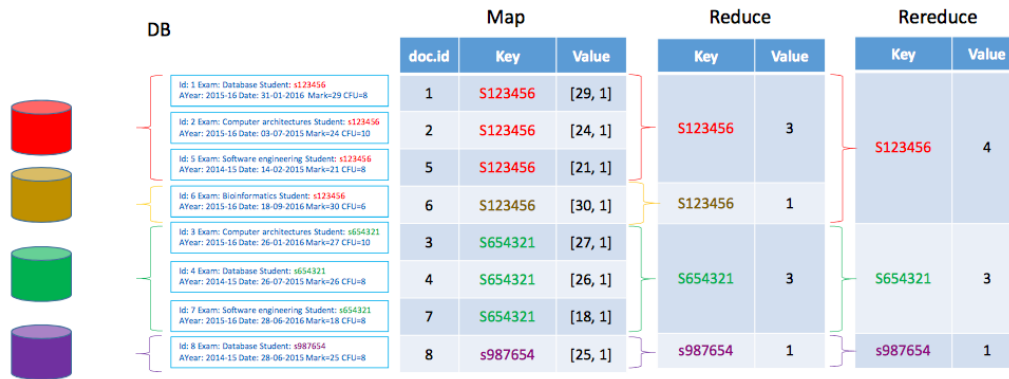 DB
Map
Reduce
Rereduce
doc.id Key Value
Key Value
Key Value
Id: 1 Exam: Database Student: s123456
AYear: 2015-16 Date: 31-01-2016 Mark=29 CFU=8
Id: 2 Exam: Computer architectures Student: s123456
AYear: 2015-16 Date: 03-07-2015 Mark=24 CFU=10
Id: 5 Exam: Software engineering Student: s123456
AYear: 2014-15 Date: 14-02-2015 Mark=21 CFU=8
Id: 6 Exam: Bioinformatics Student: s123456
AYear: 2015-16 Date: 18-09-2016 Mark=30 CFU=6
Id: 3 Exam: Computer architectures Student: s654321
AYear: 2015-16 Date: 26-01-2016 Mark=27 CFU=10
Id: 4 Exam: Database Student: s654321
AYear: 2015-16 Date: 26-07-2015 Mark=26 CFU=8
Id: 7 Exam: Software engineering Student: s654321
AYear: 2015-16 Date: 28-06-2016 Mark=18 CFU=8
Id: 8 Exam: Database Student: s987654
AYear: 2014-15 Date: 28-06-2015 Mark=25 CFU=8
1 S123456 [29, 1]
2 S123456 [24, 1]
5 S123456 [21, 1]
6 S123456 [30, 1]
3 S654321 [27, 1]
4 S654321 [26, 1]
7 S654321 [18, 1]
8 s987654 [25, 1]
S123456 3
S123456 1
S654321 3
s987654 1
S123456 4
S654321 3
s987654 1